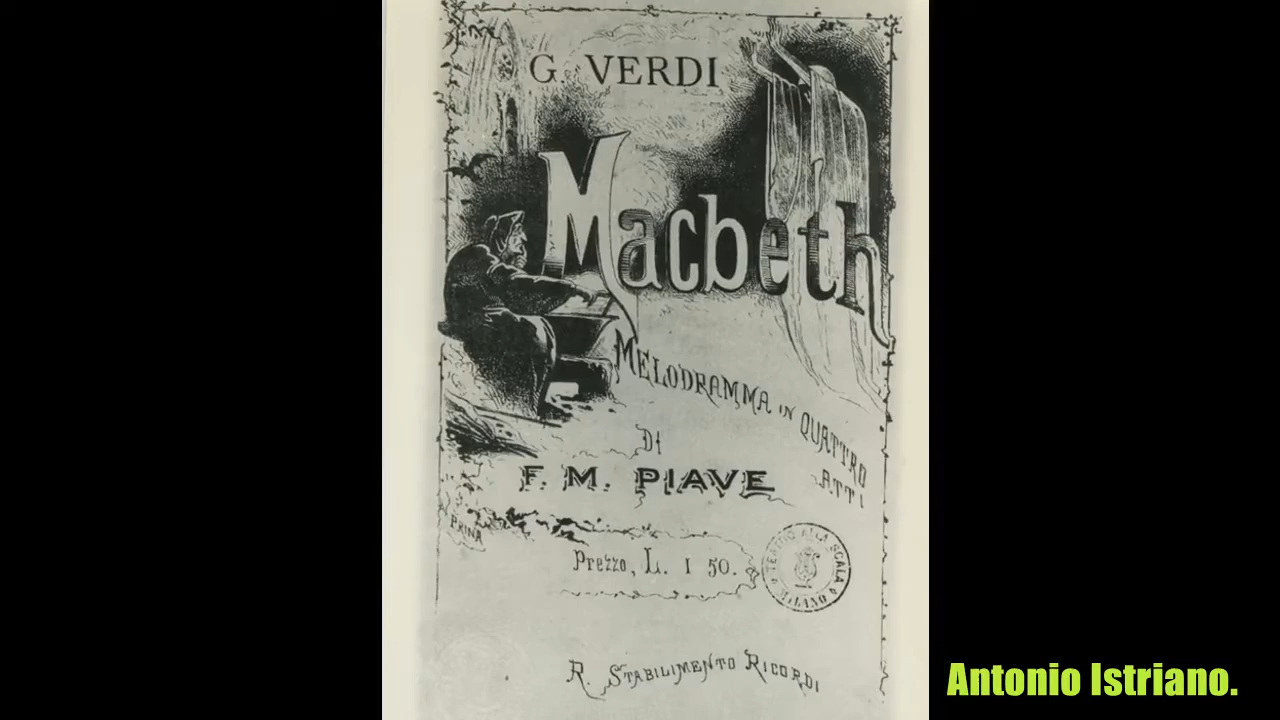 G. VERDI
Macbeth
MELODRAMMA IN QUATTRO
ATTI
DI
F. M. PIAVE
PRINA
Prezzo, L. 1 50.
TEATRO ALLA SCALA
MILANO
R. STABILIMENTO RICORDI
Antonio Istriano.